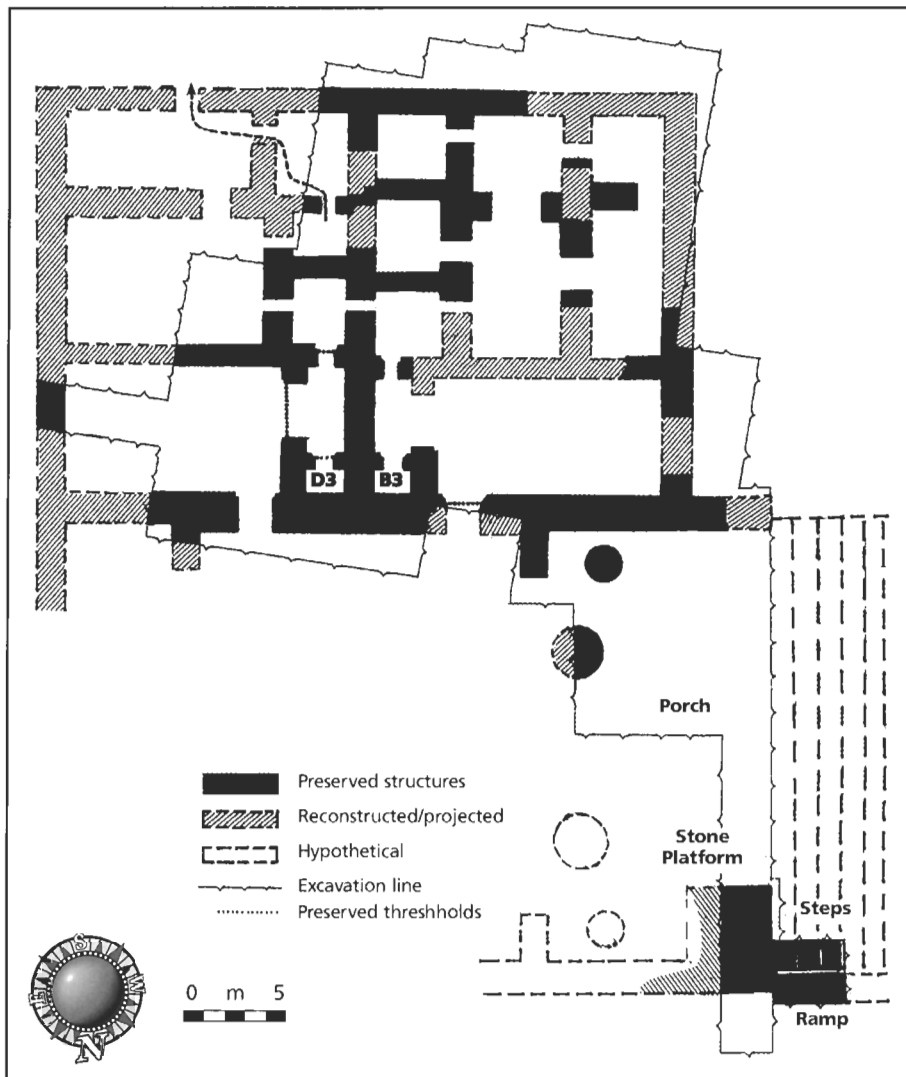 D3
B3
Porch
Preserved structures
Reconstructed/projected
Hypothetical
Excavation line
Preserved threshholds
Stone
Platform
Steps
Ramp
0 m 5
S
E
W
N